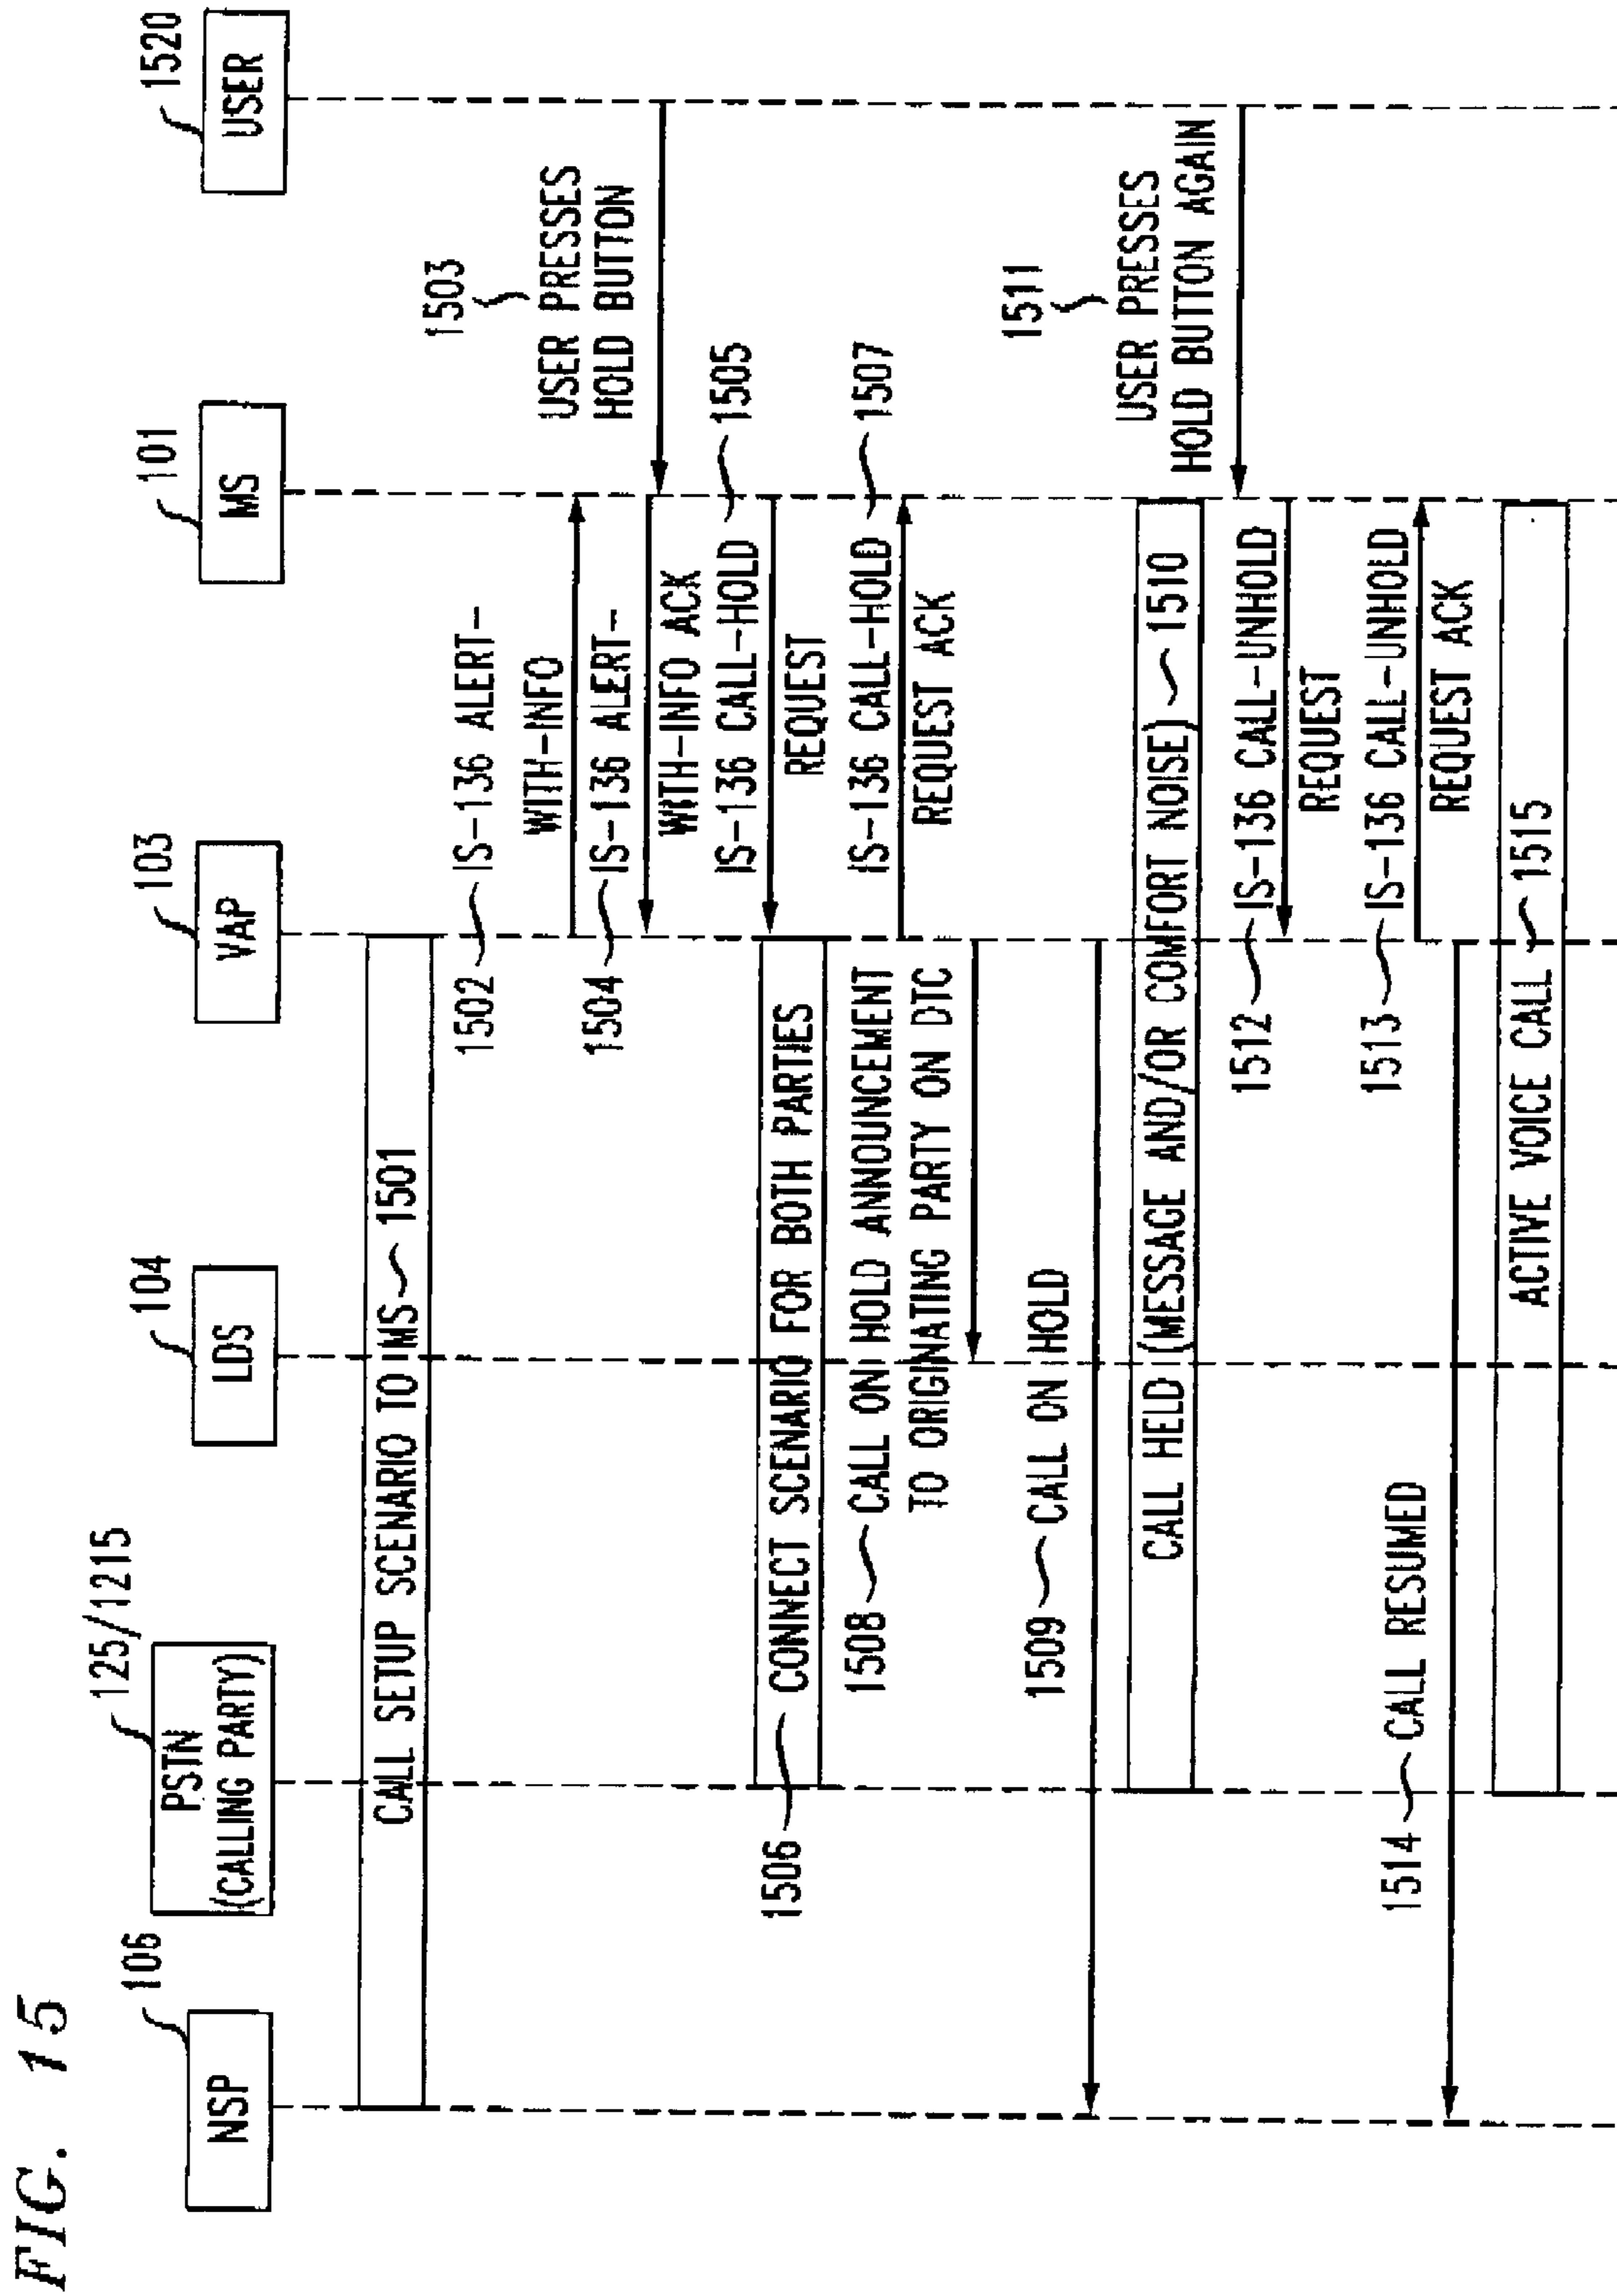 FIG. 15
NSP
106
PSTN
(CALLING PARTY)
125/1215
LDS
104
VAP
103
MS
101
USER
1520
CALL SETUP SCENARIO TO MS 1501
1502 IS-136 ALERT-
WITH-INFO
1503
USER PRESSES
HOLD BUTTON
1504 IS-136 ALERT-
WITH-INFO ACK
IS-136 CALL-HOLD 1505
REQUEST
1506 CONNECT SCENARIO FOR BOTH PARTIES
IS-136 CALL-HOLD 1507
REQUEST ACK
1508 CALL ON HOLD ANNOUNCEMENT
TO ORIGINATING PARTY ON DTC
1509 CALL ON HOLD
CALL HELD (MESSAGE AND/OR COMFORT NOISE) 1510
1511
USER PRESSES
HOLD BUTTON AGAIN
1512 IS-136 CALL-UNHOLD
REQUEST
1513 IS-136 CALL-UNHOLD
REQUEST ACK
1514 CALL RESUMED
ACTIVE VOICE CALL 1515